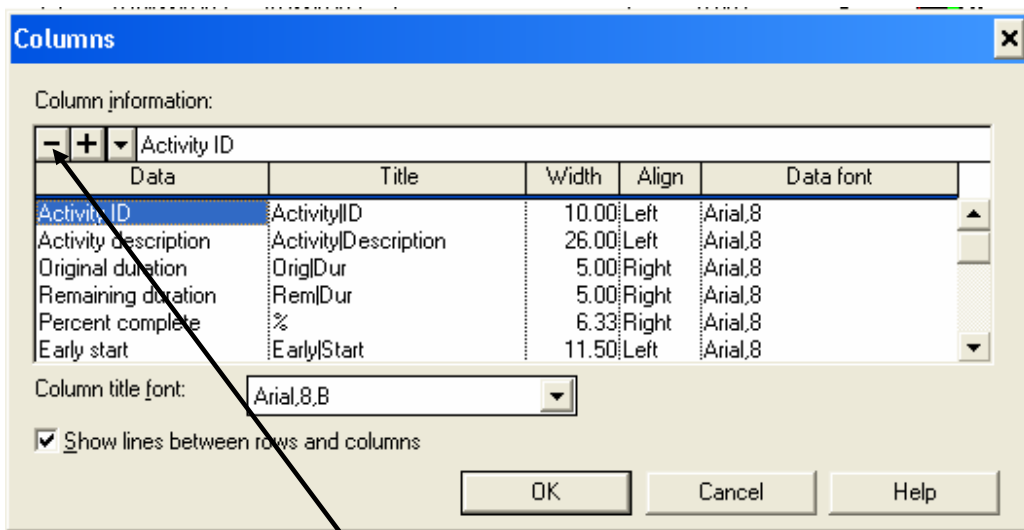 Columns
Column information:
Activity ID
Data Title Width Align Data font
Activity ID Activity|ID 10.00 Left Arial,8
Activity description Activity|Description 26.00 Left Arial,8
Original duration Orig|Dur 5.00 Right Arial,8
Remaining duration Rem|Dur 5.00 Right Arial,8
Percent complete % 6.33 Right Arial,8
Early start Early|Start 11.50 Left Arial,8
Column title font: Arial,8,B
Show lines between rows and columns
OK Cancel Help